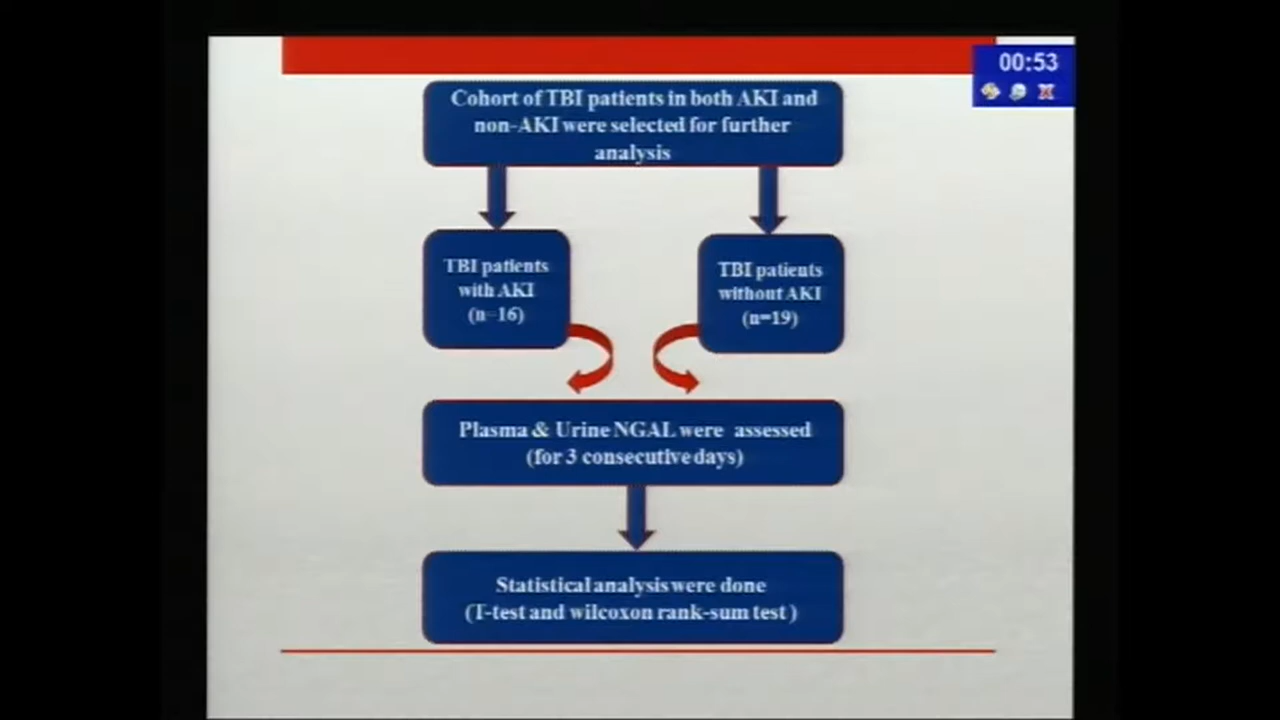 00:53
Cohort of TBI patients in both AKI and
non-AKI were selected for further
analysis
TBI patients
with AKI
(n=16)
TBI patients
without AKI
(n=19)
Plasma & Urine NGAL were assessed
(for 3 consecutive days)
Statistical analysis were done
(T-test and wilcoxon rank-sum test )